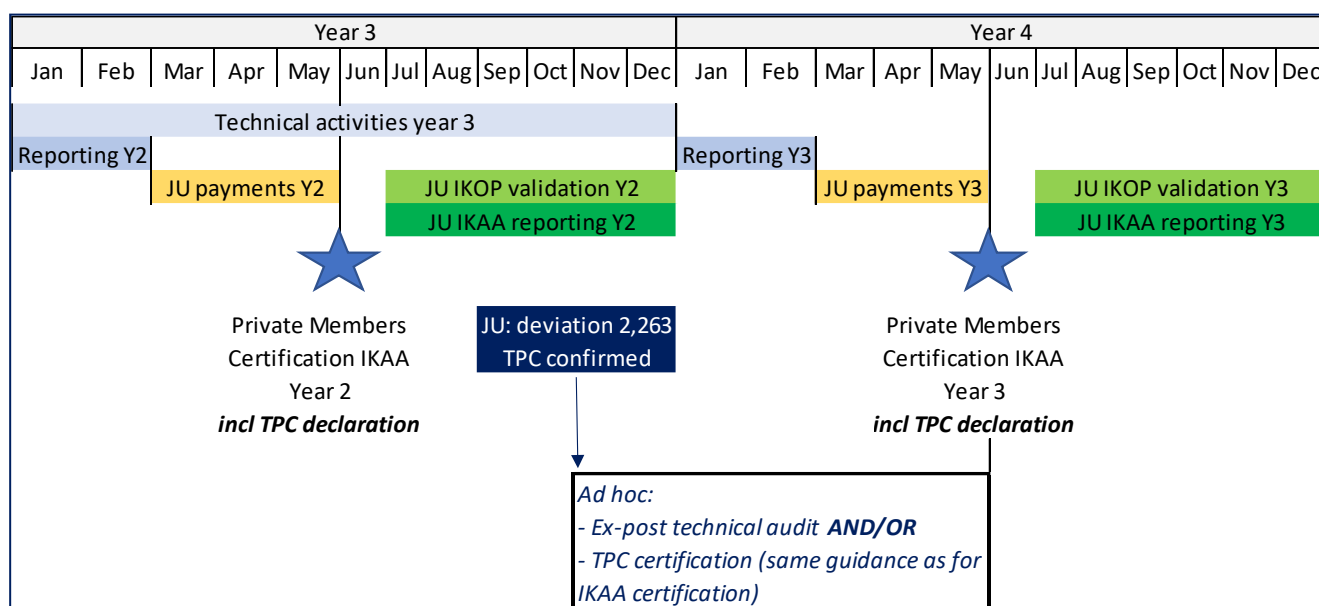 Year 3 Year 4
Jan Feb Mar Apr May Jun Jul Aug Sep Oct Nov Dec Jan Feb Mar Apr May Jun Jul Aug Sep Oct Nov Dec
Technical activities year 3
Reporting Y2 Reporting Y3
JU payments Y2 JU IKOP validation Y2 JU payments Y3 JU IKOP validation Y3
JU IKAA reporting Y2 JU IKAA reporting Y3
Private Members
Certification IKAA
Year 2
incl TPC declaration
JU: deviation 2,263
TPC confirmed
Private Members
Certification IKAA
Year 3
incl TPC declaration
Ad hoc:
- Ex-post technical audit AND/OR
- TPC certification (same guidance as for
IKAA certification)